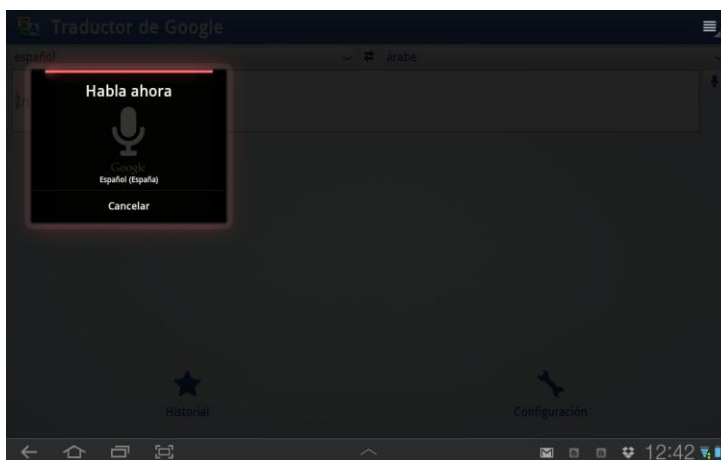 Traductor de Google
español árabe
Habla ahora
Google
Español (España)
Cancelar
Historial Configuración
12:42